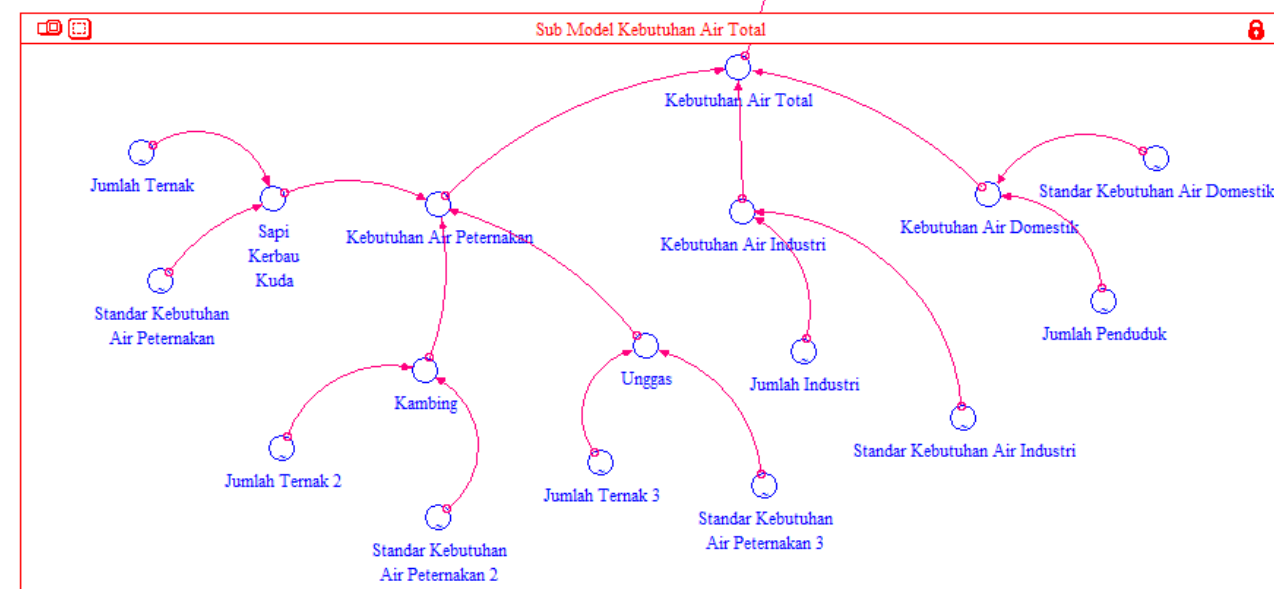 Sub Model Kebutuhan Air Total
Kebutuhan Air Total
Jumlah Ternak
Standar Kebutuhan Air Domestik
Sapi
Kerbau
Kuda
Kebutuhan Air Peternakan
Kebutuhan Air Industri
Kebutuhan Air Domestik
Standar Kebutuhan
Air Peternakan
Jumlah Penduduk
Unggas
Jumlah Industri
Kambing
Standar Kebutuhan Air Industri
Jumlah Ternak 2
Jumlah Ternak 3
Standar Kebutuhan
Air Peternakan 3
Standar Kebutuhan
Air Peternakan 2